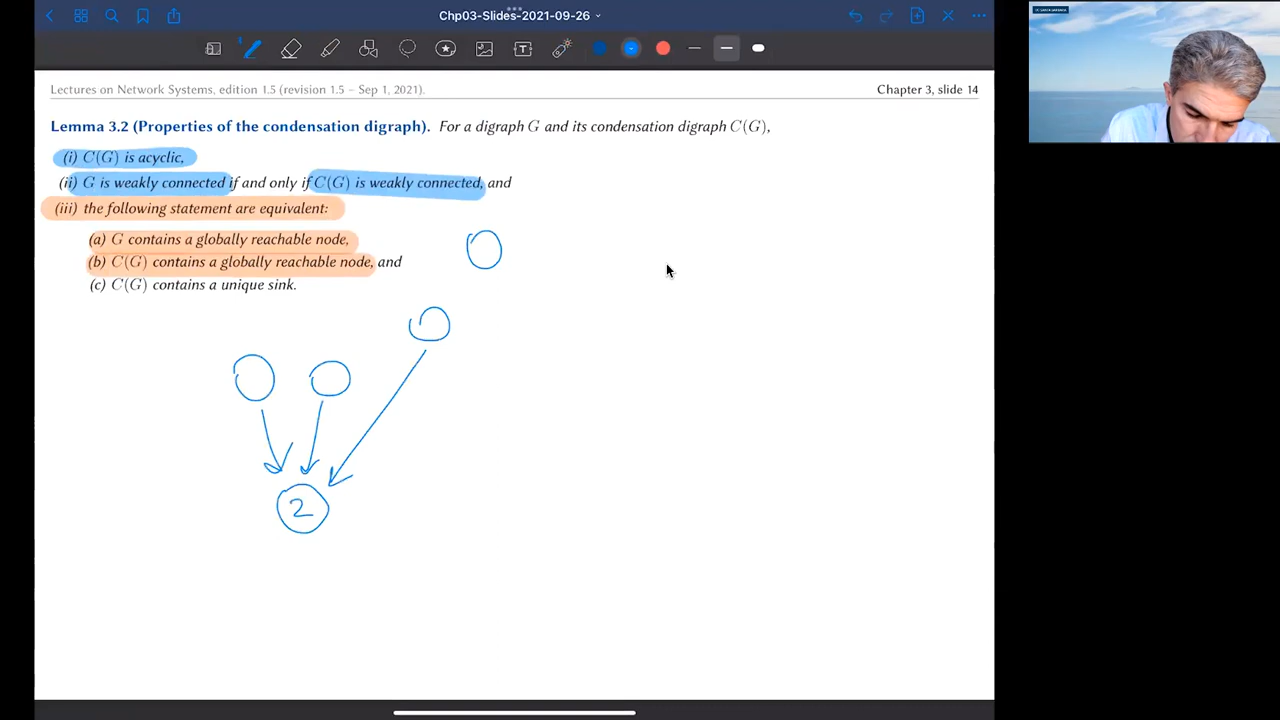 Chp03-Slides-2021-09-26
Lectures on Network Systems, edition 1.5 (revision 1.5 – Sep 1, 2021).
Chapter 3, slide 14
Lemma 3.2 (Properties of the condensation digraph). For a digraph G and its condensation digraph C(G),
(i) C(G) is acyclic,
(ii) G is weakly connected if and only if C(G) is weakly connected, and
(iii) the following statement are equivalent:
(a) G contains a globally reachable node,
(b) C(G) contains a globally reachable node, and
(c) C(G) contains a unique sink.
2